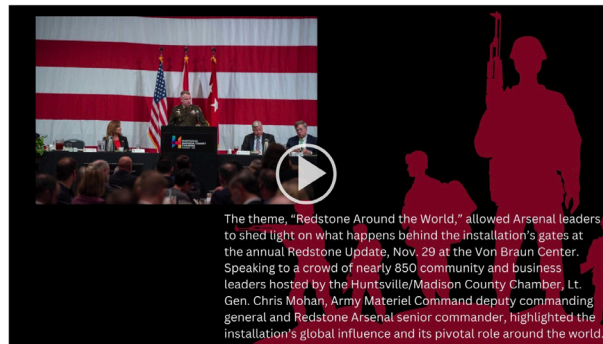 The theme, “Redstone Around the World,” allowed Arsenal leaders
to shed light on what happens behind the installation’s gates at
the annual Redstone Update, Nov. 29 at the Von Braun Center.
Speaking to a crowd of nearly 850 community and business
leaders hosted by the Huntsville/Madison County Chamber, Lt.
Gen. Chris Mohan, Army Materiel Command deputy commanding
general and Redstone Arsenal senior commander, highlighted the
installation’s global influence and its pivotal role around the world.